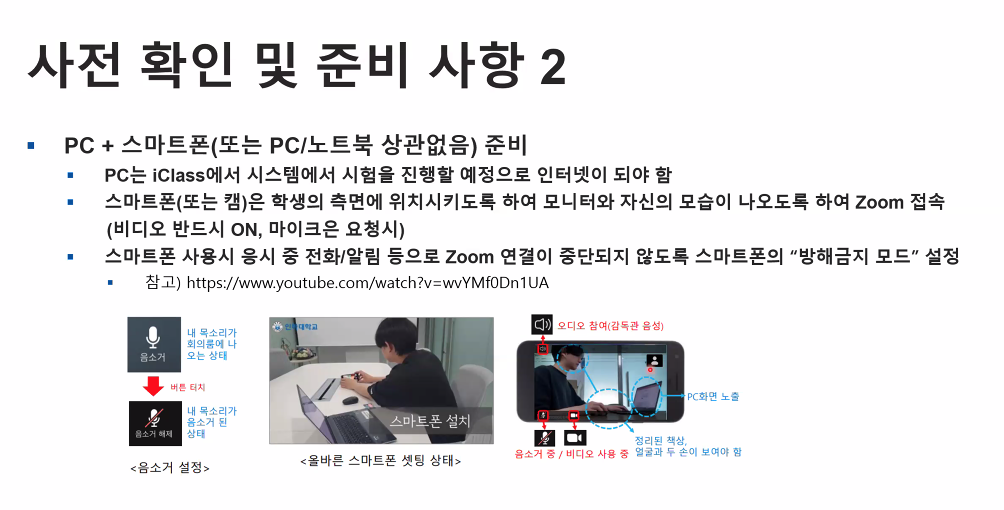 사전 확인 및 준비 사항 2
PC + 스마트폰(또는 PC/노트북 상관없음) 준비
PC는 iClass에서 시스템에서 시험을 진행할 예정으로 인터넷이 되야 함
스마트폰(또는 캠)은 학생의 측면에 위치시키도록 하여 모니터와 자신의 모습이 나오도록 하여 Zoom 접속
(비디오 반드시 ON, 마이크은 요청시)
스마트폰 사용시 응시 중 전화/알림 등으로 Zoom 연결이 중단되지 않도록 스마트폰의 “방해금지 모드” 설정
참고) https://www.youtube.com/watch?v=wvYMf0Dn1UA
음소거
내 목소리가
회의룸에 나
오는 상태
버튼 터치
음소거 해제
내 목소리가
음소거 된
상태
<음소거 설정>
스마트폰 설치
<올바른 스마트폰 셋팅 상태>
오디오 참여(감독관 음성)
PC화면 노출
정리된 책상,
얼굴과 두 손이 보여야 함
음소거 중 / 비디오 사용 중